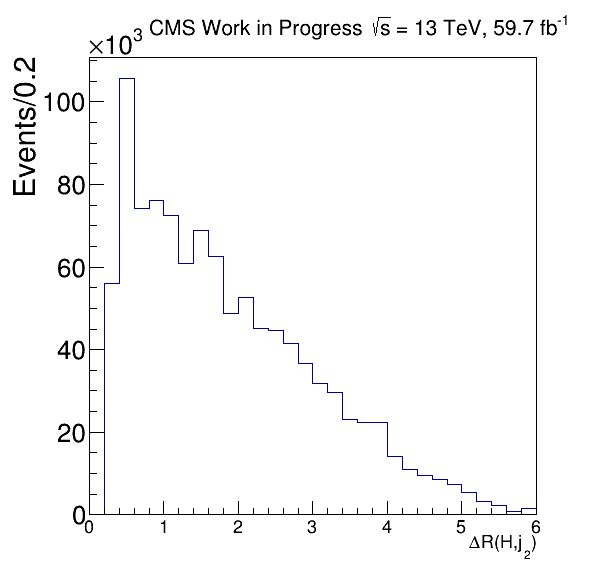 ×10³ CMS Work in Progress √s = 13 TeV, 59.7 fb⁻¹
Events/0.2
100
80
60
40
20
0
0 1 2 3 4 5 6
ΔR(H,j₂)